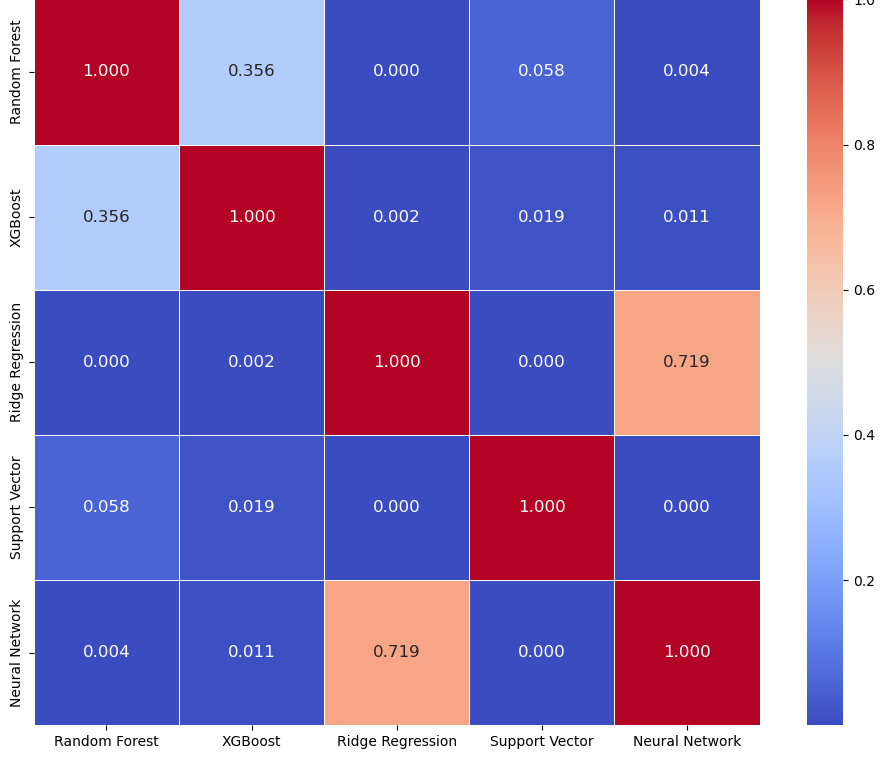 1.0
Random Forest 1.000 0.356 0.000 0.058 0.004
0.8
XGBoost 0.356 1.000 0.002 0.019 0.011
0.6
Ridge Regression 0.000 0.002 1.000 0.000 0.719
0.4
Support Vector 0.058 0.019 0.000 1.000 0.000
0.2
Neural Network 0.004 0.011 0.719 0.000 1.000
Random Forest XGBoost Ridge Regression Support Vector Neural Network